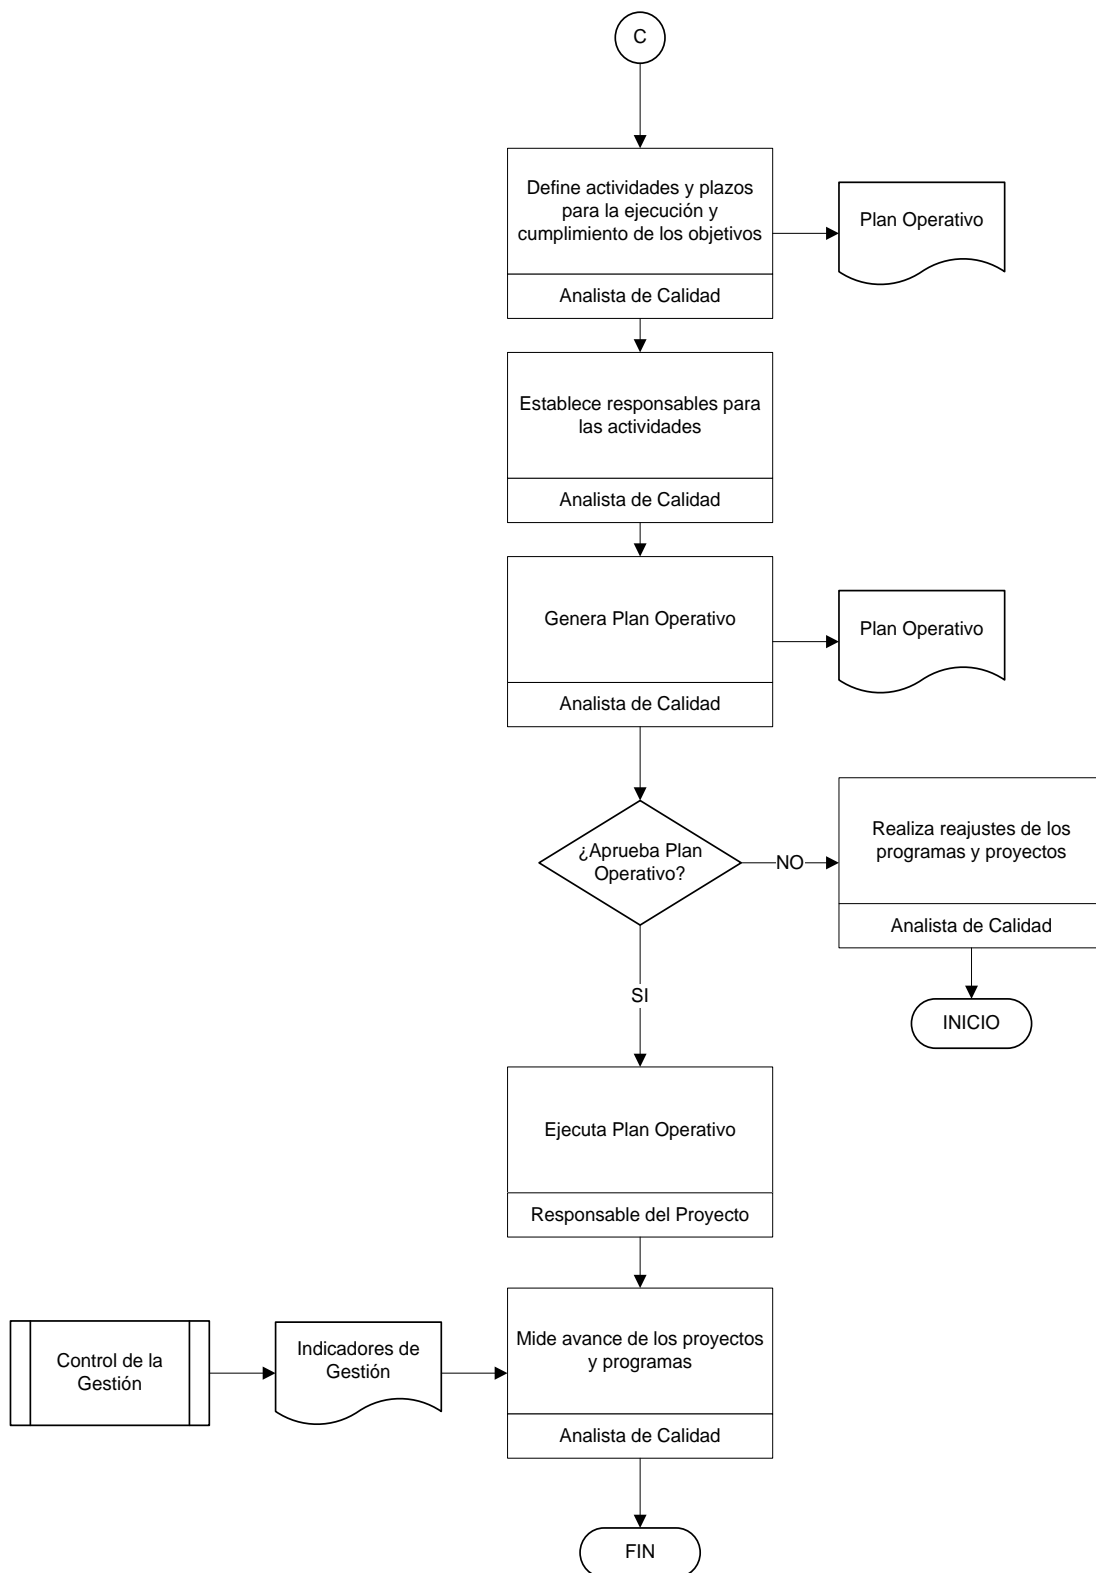 C
Define actividades y plazos
para la ejecución y
cumplimiento de los objetivos
Analista de Calidad
Plan Operativo
Establece responsables para
las actividades
Analista de Calidad
Genera Plan Operativo
Analista de Calidad
Plan Operativo
¿Aprueba Plan
Operativo?
NO
Realiza reajustes de los
programas y proyectos
Analista de Calidad
INICIO
SI
Ejecuta Plan Operativo
Responsable del Proyecto
Control de la
Gestión
Indicadores de
Gestión
Mide avance de los proyectos
y programas
Analista de Calidad
FIN